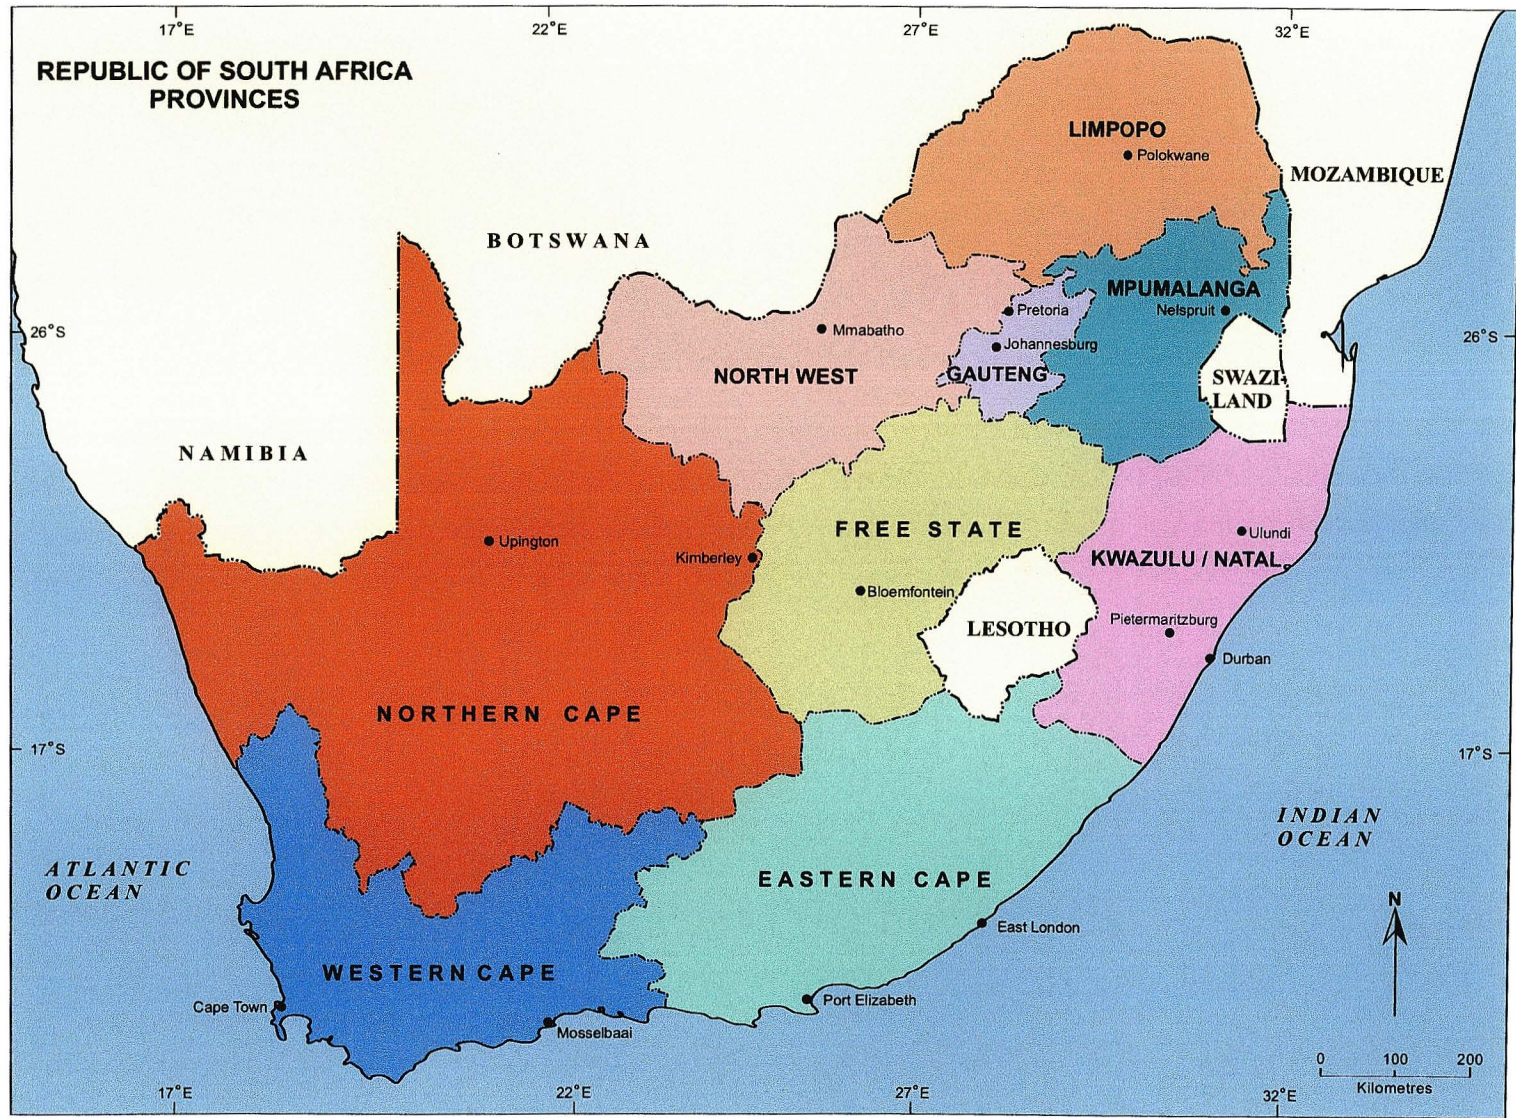 17°E
22°E
27°E
32°E
REPUBLIC OF SOUTH AFRICA
PROVINCES
LIMPOPO
Polokwane
MOZAMBIQUE
BOTSWANA
MPUMALANGA
Nelspruit
Pretoria
Mmabatho
Johannesburg
26°S
26°S
NORTH WEST
GAUTENG
SWAZI-
LAND
NAMIBIA
FREE STATE
Ulundi
Upington
Kimberley
KWAZULU / NATAL
Bloemfontein
Pietermaritzburg
LESOTHO
Durban
NORTHERN CAPE
17°S
17°S
INDIAN
OCEAN
ATLANTIC
OCEAN
EASTERN CAPE
N
East London
WESTERN CAPE
Cape Town
Port Elizabeth
Mosselbaai
0 100 200
Kilometres
17°E
22°E
27°E
32°E